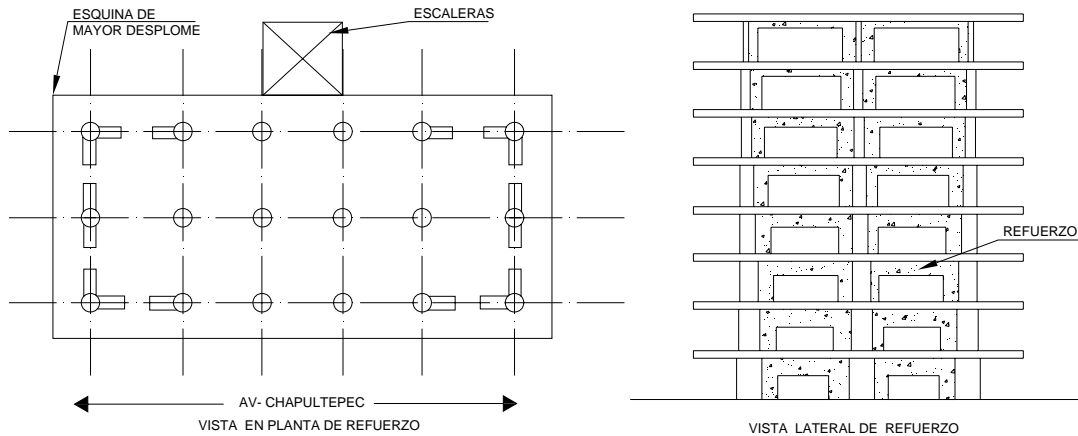 ESQUINA DE
MAYOR DESPLOME
ESCALERAS
AV- CHAPULTEPEC
VISTA EN PLANTA DE REFUERZO
REFUERZO
VISTA LATERAL DE REFUERZO